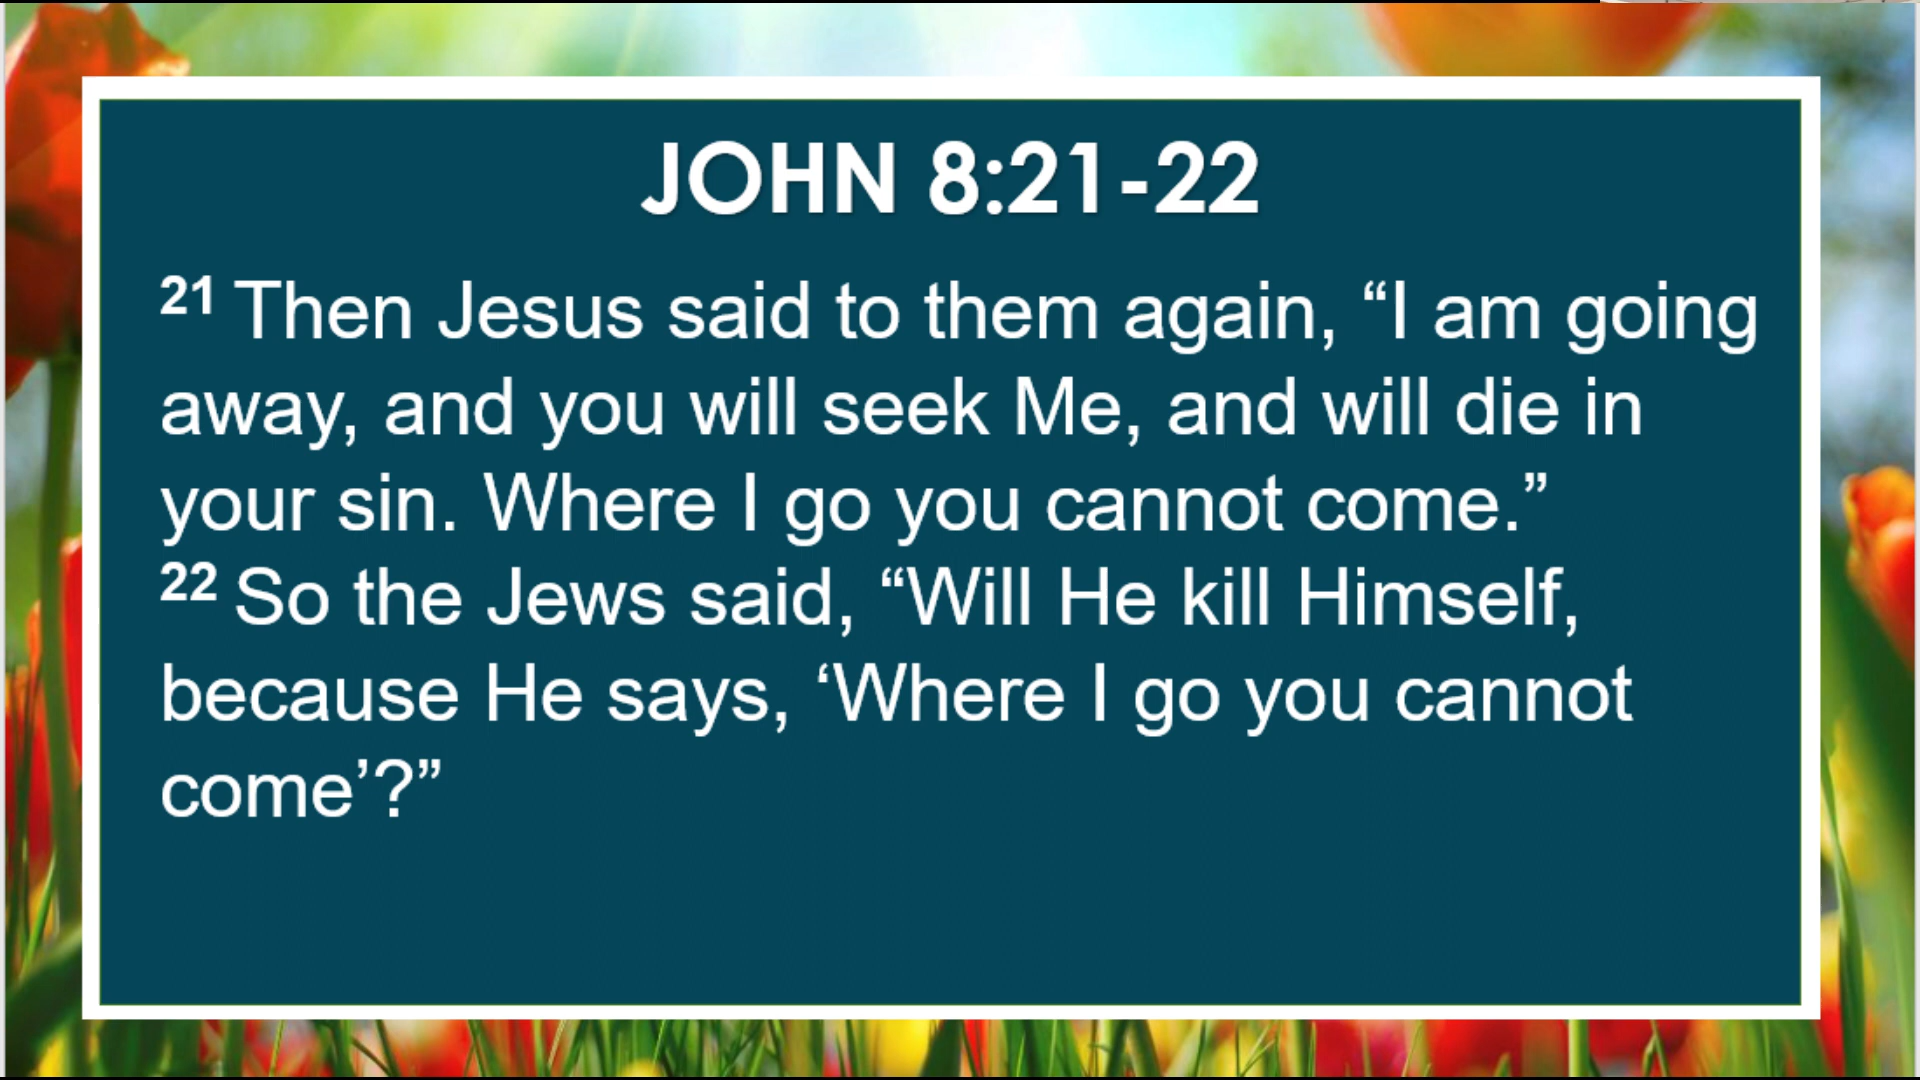 JOHN 8:21-22
21 Then Jesus said to them again, “I am going
away, and you will seek Me, and will die in
your sin. Where I go you cannot come.”
22 So the Jews said, “Will He kill Himself,
because He says, ‘Where I go you cannot
come’?”